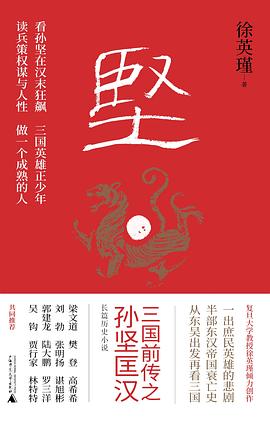 徐英瑾 著
堅
看孙坚在汉末狂飙 三国英雄正少年
读兵策权谋与人性 做一个成熟的人
复旦大学教授徐英瑾倾力创作
一出庶民英雄的悲剧
半部东汉帝国衰亡史
从东吴出发再看三国
三国前传之
孙坚匡汉
长篇历史小说
梁文道 樊登 高希希
刘勃 张明扬 谌旭彬
郭建龙 陆大鹏 罗三洋
吴钩 贾行家 林特特
共同推荐